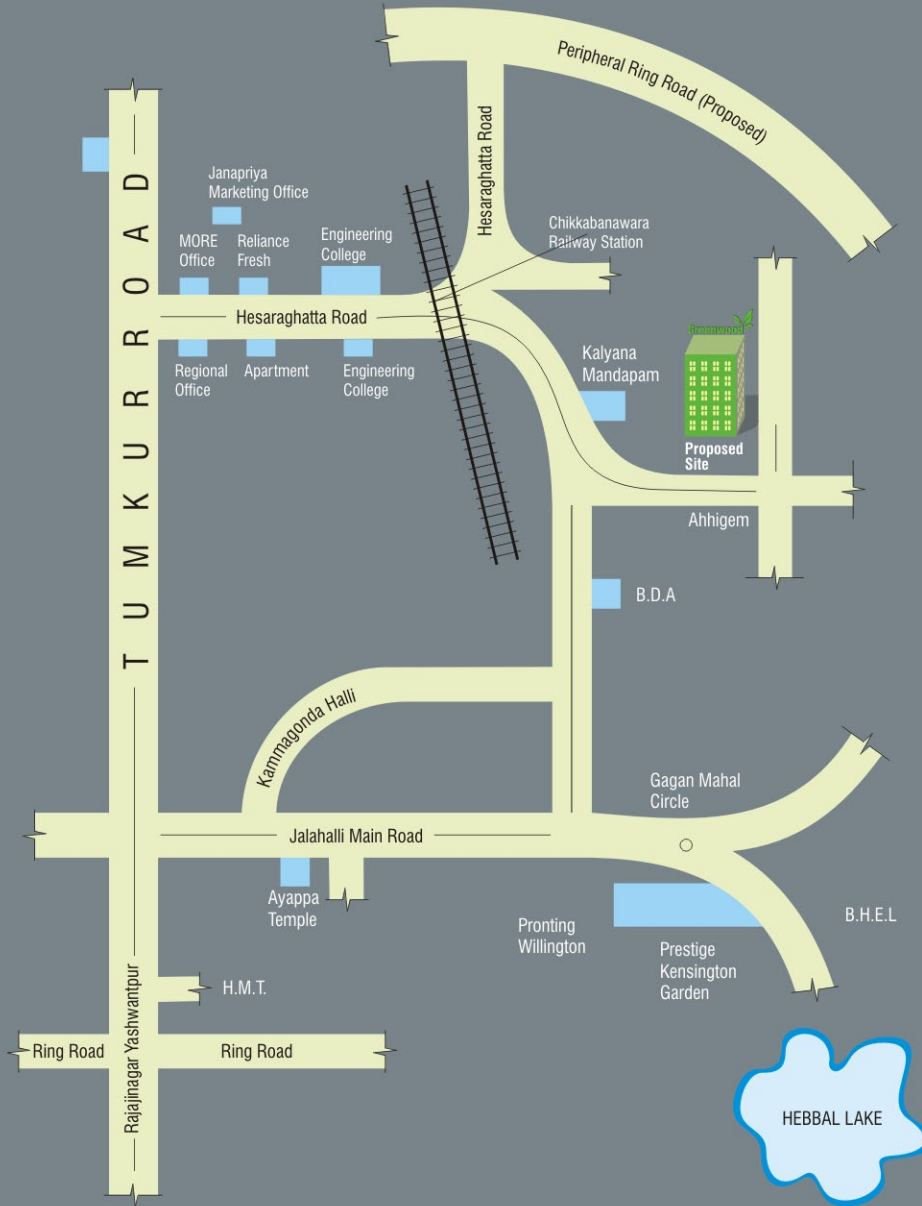 Peripheral Ring Road (Proposed)
Hesaraghatta Road
TUMKUR ROAD
Janapriya
Marketing Office
Chikkabanawara
Railway Station
MORE
Office
Reliance
Fresh
Engineering
College
Hesaraghatta Road
Regional
Office
Apartment
Engineering
College
Kalyana
Mandapam
Greenwood
Proposed
Site
Ahhigem
B.D.A
Kammagonda Halli
Gagan Mahal
Circle
Jalahalli Main Road
Ayappa
Temple
Pronting
Willington
Prestige
Kensington
Garden
B.H.E.L
H.M.T.
Rajajinagar Yashwantpur
Ring Road
Ring Road
HEBBAL LAKE